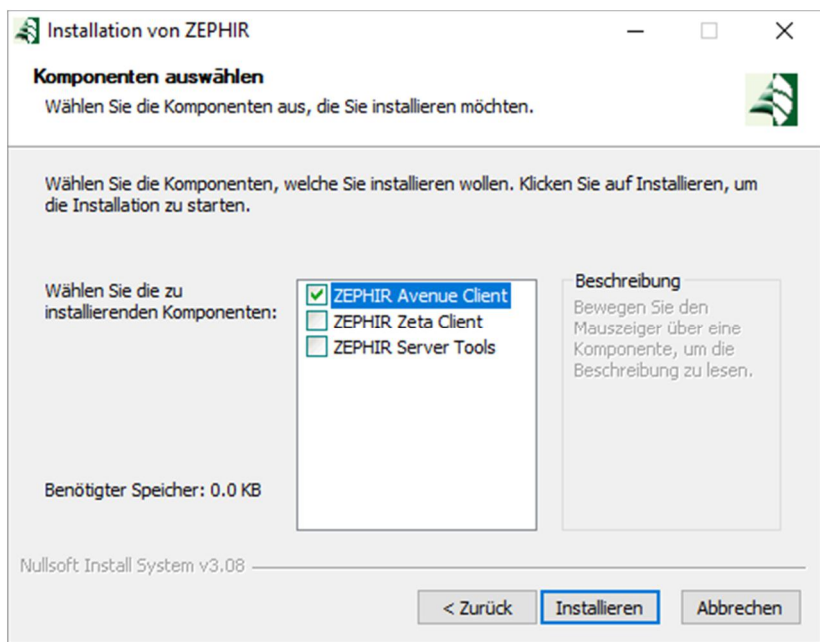 Installation von ZEPHIR
Komponenten auswählen
Wählen Sie die Komponenten aus, die Sie installieren möchten.
Wählen Sie die Komponenten, welche Sie installieren wollen. Klicken Sie auf Installieren, um
die Installation zu starten.
Wählen Sie die zu
installierenden Komponenten:
ZEPHIR Avenue Client
ZEPHIR Zeta Client
ZEPHIR Server Tools
Beschreibung
Bewegen Sie den
Mauszeiger über eine
Komponente, um die
Beschreibung zu lesen.
Benötigter Speicher: 0.0 KB
Nullsoft Install System v3.08
< Zurück
Installieren
Abbrechen